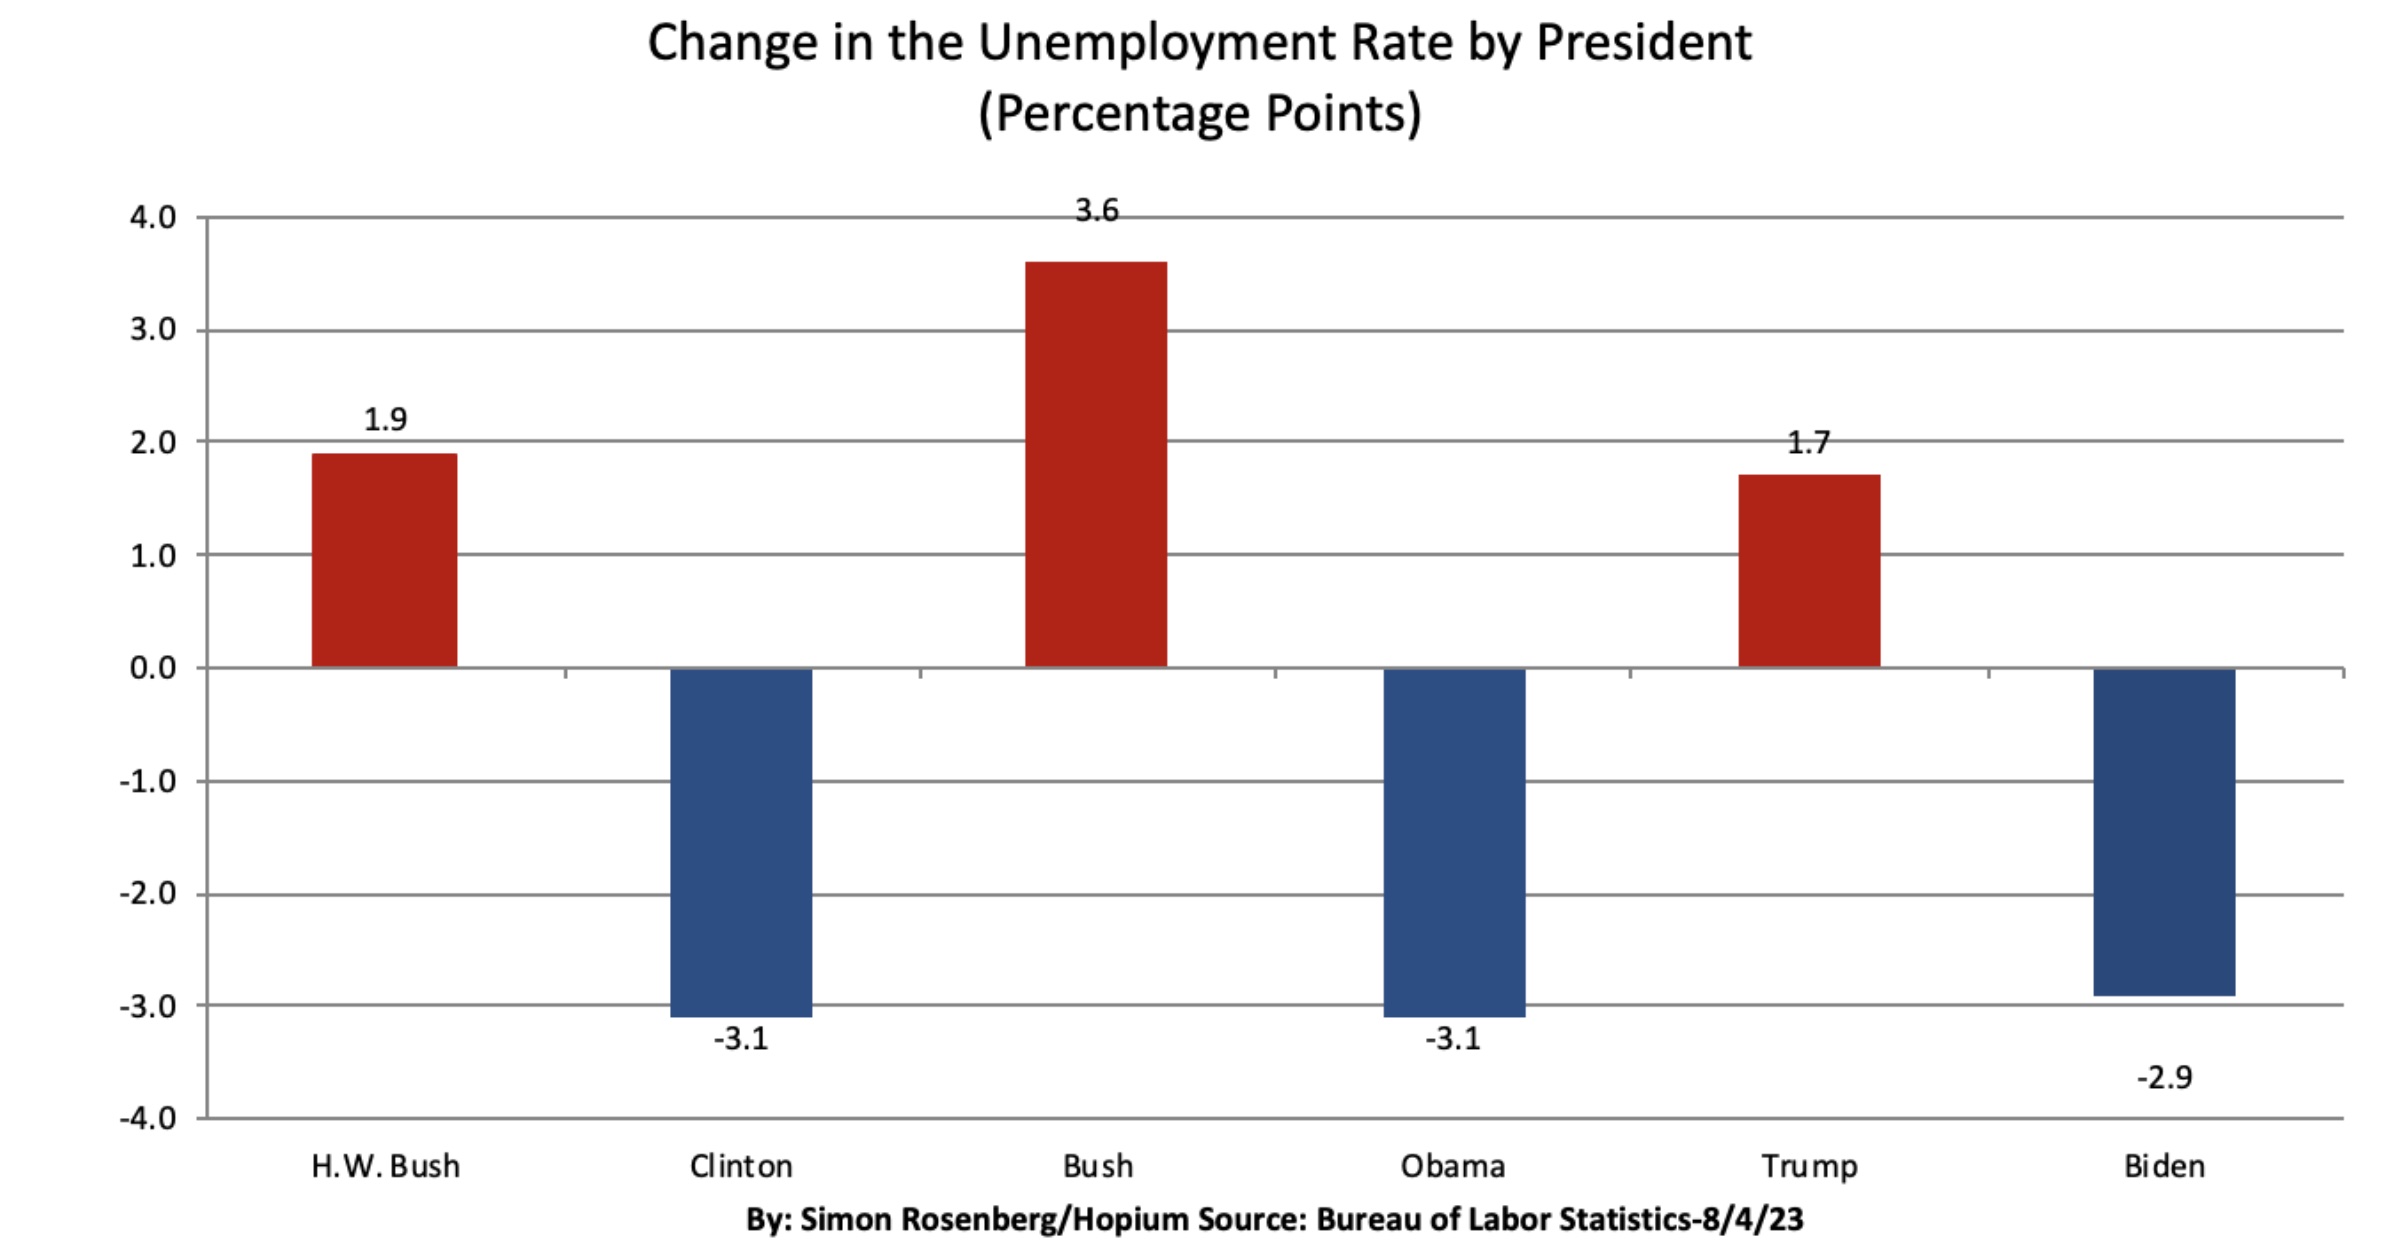 Change in the Unemployment Rate by President
(Percentage Points)
4.0
3.0
2.0
1.0
0.0
-1.0
-2.0
-3.0
-4.0
1.9
-3.1
3.6
-3.1
1.7
-2.9
H.W. Bush
Clinton
Bush
Obama
Trump
Biden
By: Simon Rosenberg/Hopium Source: Bureau of Labor Statistics-8/4/23